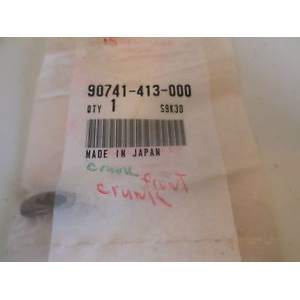 90741-413-000
QTY 1 S9K30
MADE IN JAPAN
crank
front
crank